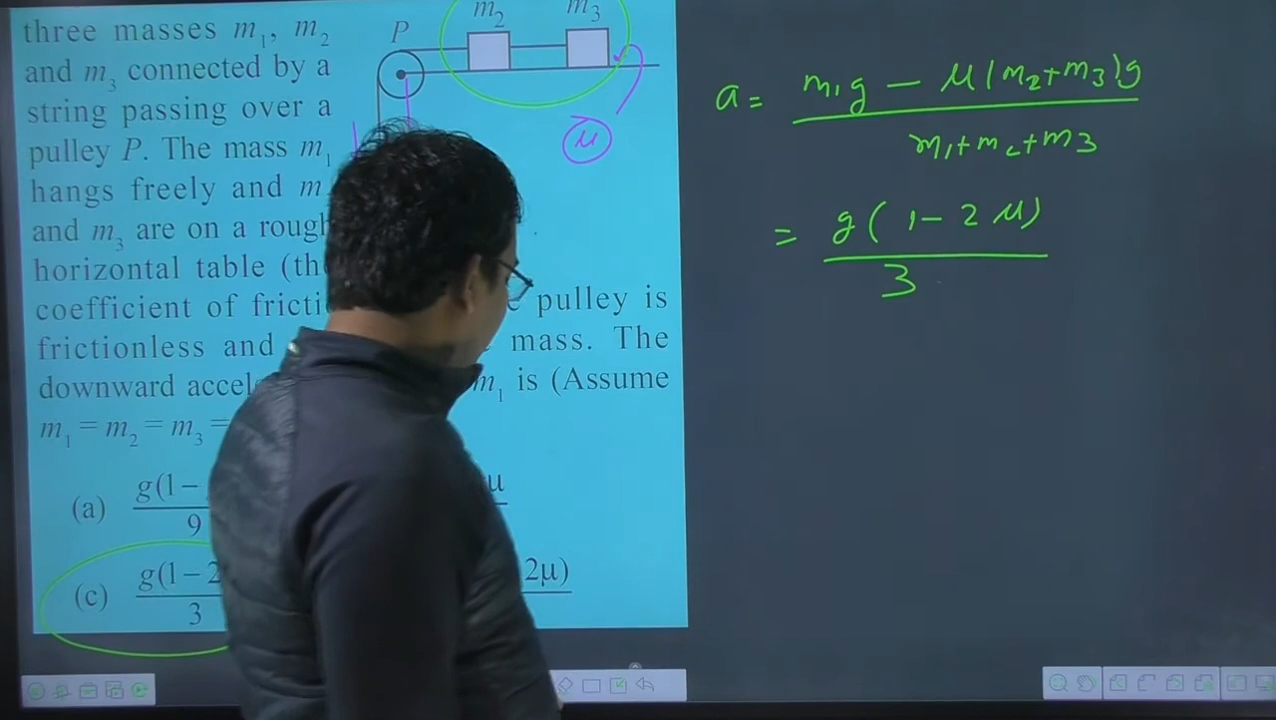 three masses m₁, m₂
and m₃ connected by a
string passing over a
pulley P. The mass m₁
hangs freely and m
and m₃ are on a rough
horizontal table (th
coefficient of fricti pulley is
frictionless and mass. The
downward accel m₁ is (Assume
m₁ = m₂ = m₃ =
(a) g(1−
9
μ
(c) g(1−2
3
2μ)
P
m₂
m₃
μ
a = m₁g − μ(m₂+m₃)g
m₁+m₂+m₃
= g(1−2μ)
3